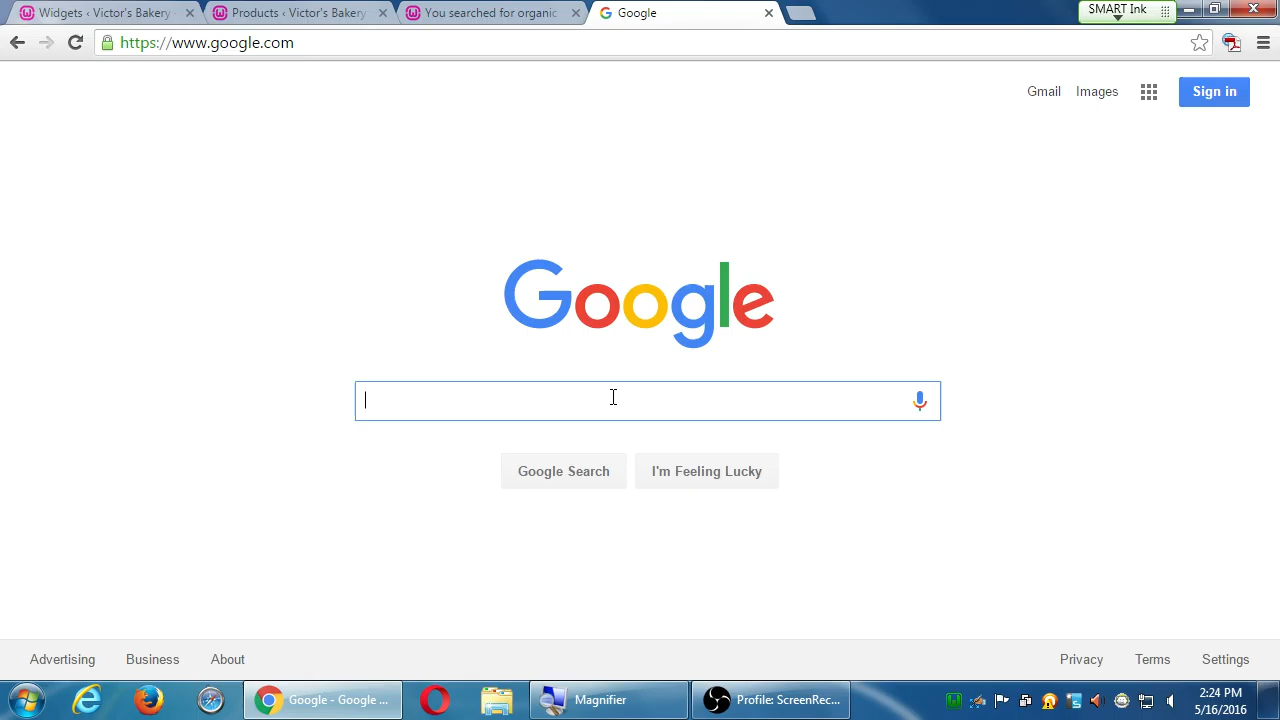 Widgets ‹ Victor's Bakery
Products ‹ Victor's Bakery
You searched for organic
Google
SMART Ink
https://www.google.com
Gmail
Images
Sign in
Google
Google Search
I'm Feeling Lucky
Advertising
Business
About
Privacy
Terms
Settings
Google - Google ...
Magnifier
Profile: ScreenRec...
2:24 PM
5/16/2016